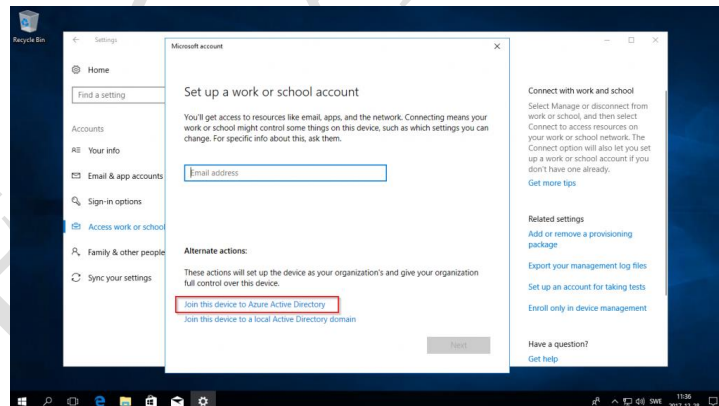 Recycle Bin
Settings
Home
Find a setting
Accounts
Your info
Email & app accounts
Sign-in options
Access work or school
Family & other people
Sync your settings
Microsoft account
Set up a work or school account
You'll get access to resources like email, apps, and the network. Connecting means your
work or school might control some things on this device, such as which settings you can
change. For specific info about this, ask them.
Email address
Alternate actions:
These actions will set up the device as your organization's and give your organization
full control over this device.
Join this device to Azure Active Directory
Join this device to a local Active Directory domain
Next
Connect with work and school
Select Manage or disconnect from
work or school, and then select
Connect to access resources on
your work or school network. The
Connect option will also let you set
up a work or school account if you
don't have one already.
Get more tips
Related settings
Add or remove a provisioning
package
Export your management log files
Set up an account for taking tests
Enroll only in device management
Have a question?
Get help
SWE
11:36
2017-12-28